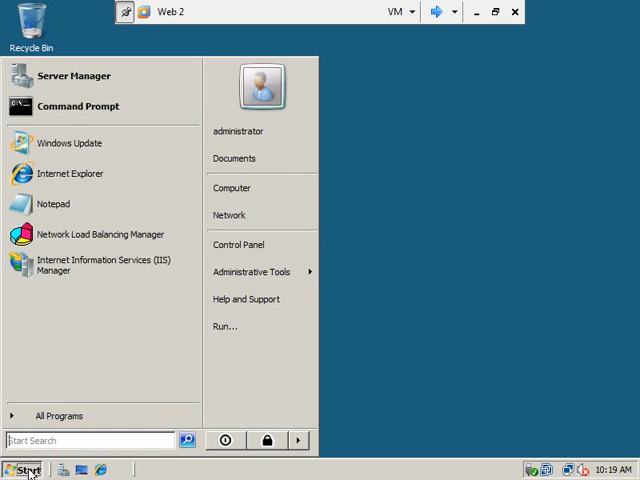 Web 2
VM
Recycle Bin
Server Manager
Command Prompt
Windows Update
Internet Explorer
Notepad
Network Load Balancing Manager
Internet Information Services (IIS)
Manager
All Programs
Start Search
administrator
Documents
Computer
Network
Control Panel
Administrative Tools
Help and Support
Run...
Start
10:19 AM